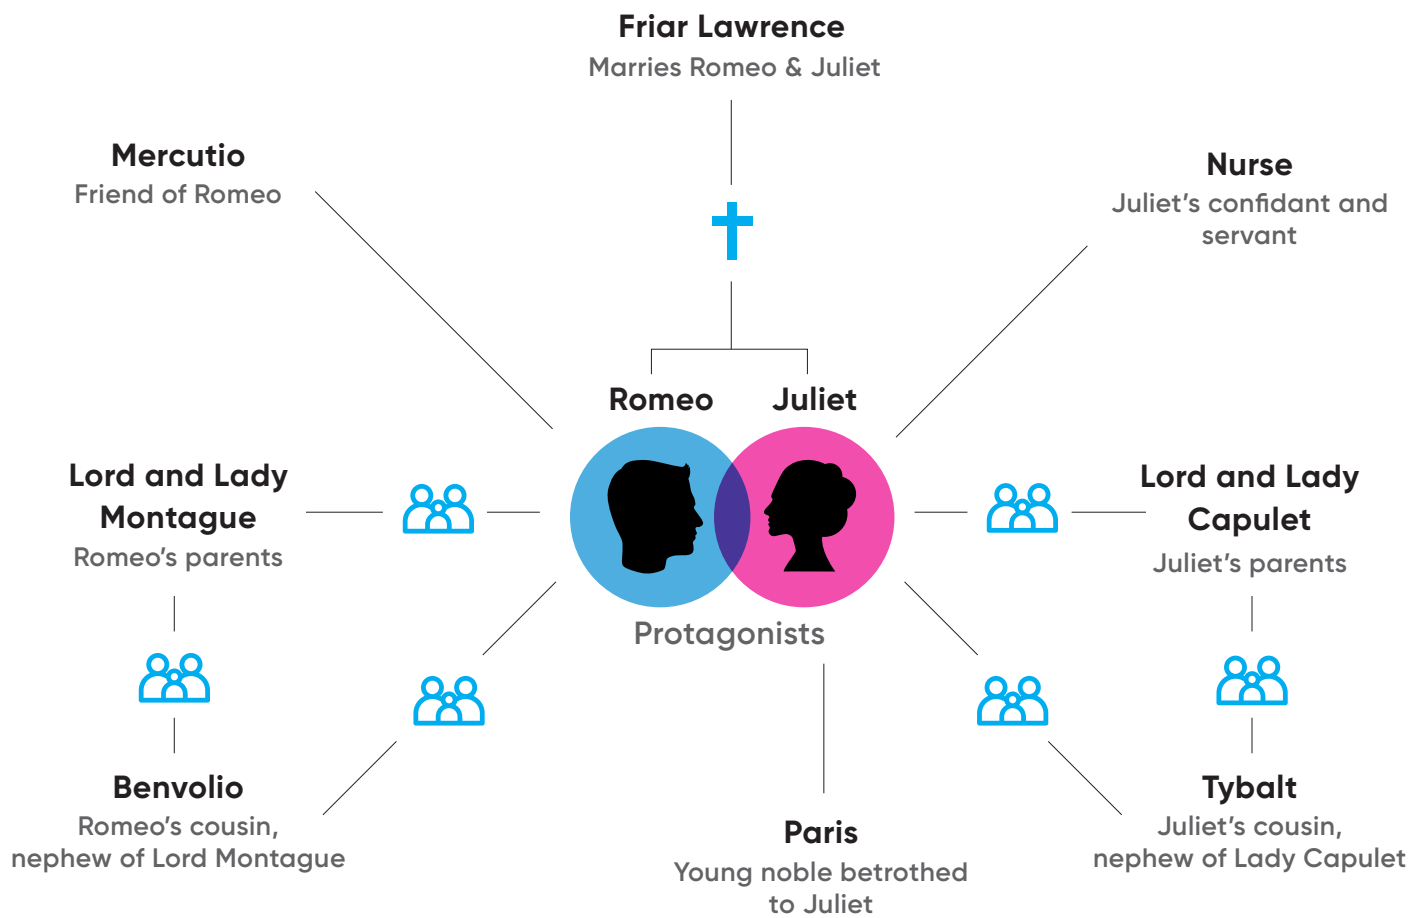 Friar Lawrence
Marries Romeo & Juliet
Mercutio
Friend of Romeo
Nurse
Juliet’s confidant and
servant
Romeo
Juliet
Lord and Lady
Montague
Romeo’s parents
Lord and Lady
Capulet
Juliet’s parents
Protagonists
Benvolio
Romeo’s cousin,
nephew of Lord Montague
Paris
Young noble betrothed
to Juliet
Tybalt
Juliet’s cousin,
nephew of Lady Capulet